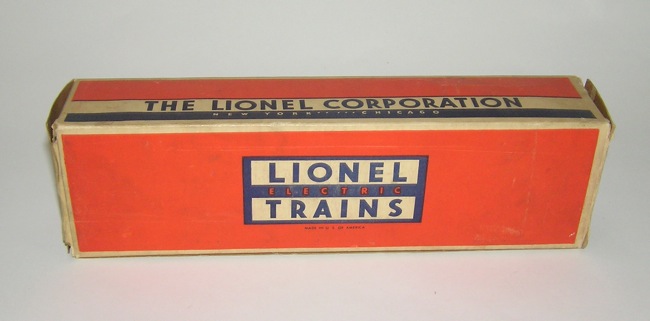 THE LIONEL CORPORATION
NEW YORK ····· CHICAGO
LIONEL
ELECTRIC
TRAINS
MADE IN U. S. OF AMERICA